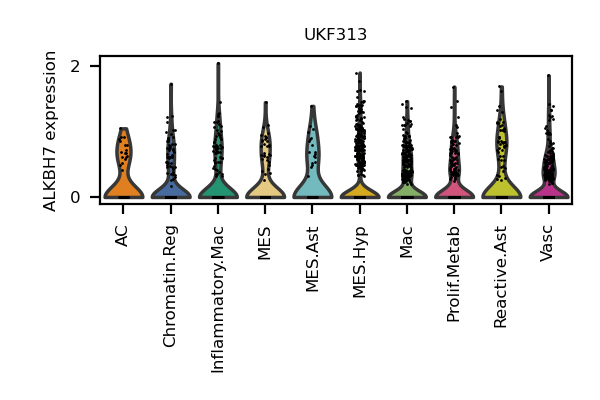 UKF313
ALKBH7 expression
2
0
AC
Chromatin.Reg
Inflammatory.Mac
MES
MES.Ast
MES.Hyp
Mac
Prolif.Metab
Reactive.Ast
Vasc